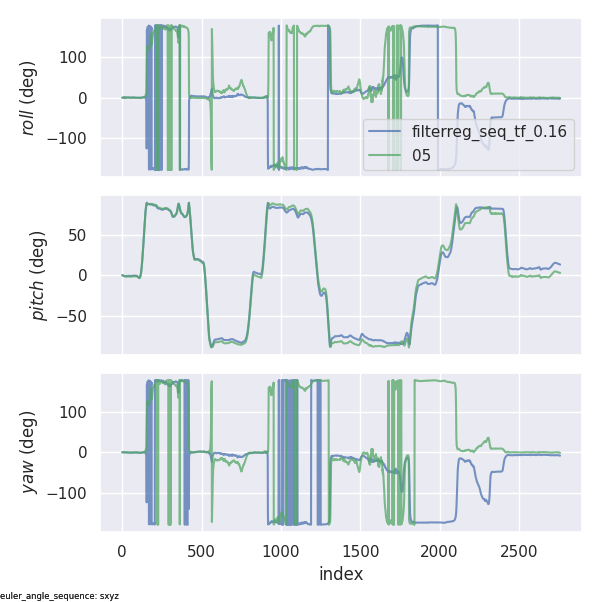 roll (deg)
100
0
−100
filterreg_seq_tf_0.16
05
pitch (deg)
50
0
−50
yaw (deg)
100
0
−100
0 500 1000 1500 2000 2500
index
euler_angle_sequence: sxyz